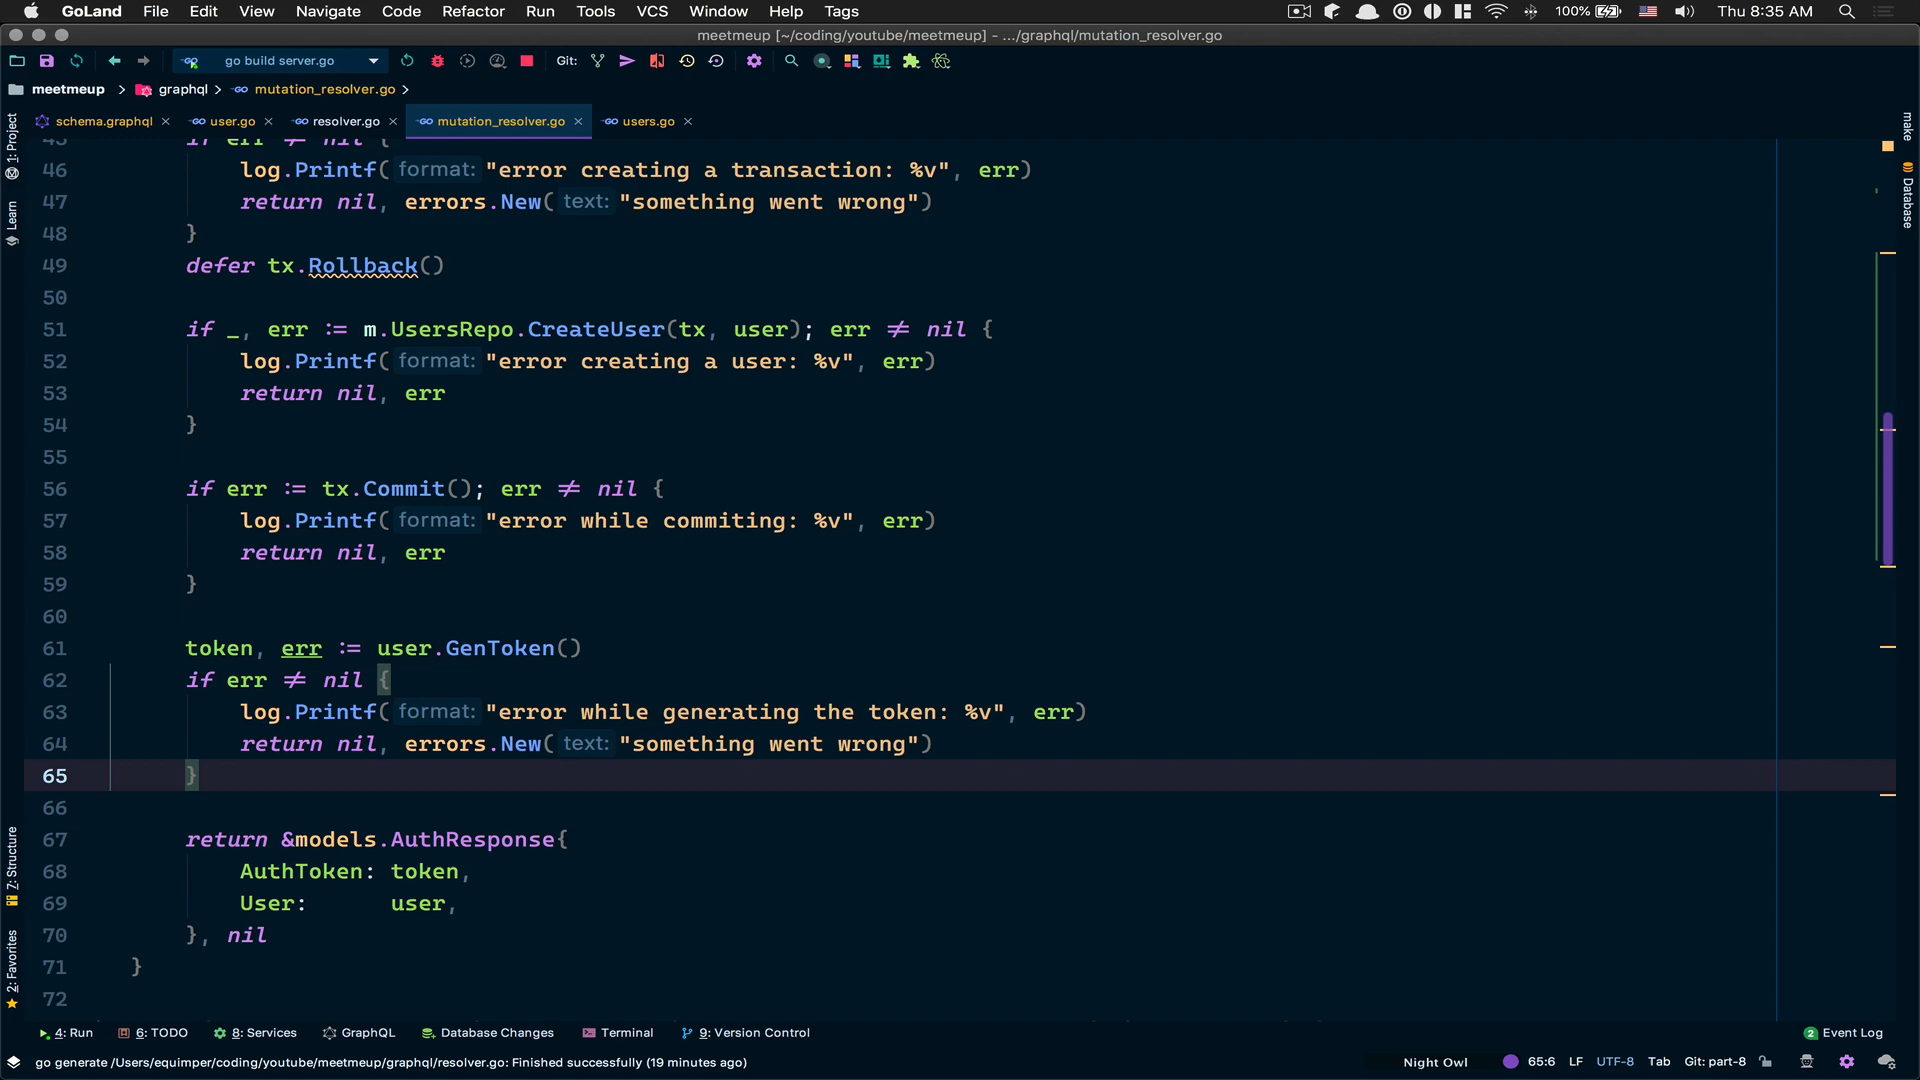 GoLand File Edit View Navigate Code Refactor Run Tools VCS Window Help Tags 100% Thu 8:35 AM
meetmeup [~/coding/youtube/meetmeup] - .../graphql/mutation_resolver.go
go build server.go Git:
meetmeup graphql mutation_resolver.go
schema.graphql user.go resolver.go mutation_resolver.go users.go
1: Project
Learn
7: Structure
2: Favorites
make
Database
45 if err ≠ nil {
46 log.Printf( format: "error creating a transaction: %v", err)
47 return nil, errors.New( text: "something went wrong")
48 }
49 defer tx.Rollback()
50
51 if _, err := m.UsersRepo.CreateUser(tx, user); err ≠ nil {
52 log.Printf( format: "error creating a user: %v", err)
53 return nil, err
54 }
55
56 if err := tx.Commit(); err ≠ nil {
57 log.Printf( format: "error while commiting: %v", err)
58 return nil, err
59 }
60
61 token, err := user.GenToken()
62 if err ≠ nil {
63 log.Printf( format: "error while generating the token: %v", err)
64 return nil, errors.New( text: "something went wrong")
65 }
66
67 return &models.AuthResponse{
68 AuthToken: token,
69 User: user,
70 }, nil
71 }
72
4: Run 6: TODO 8: Services GraphQL Database Changes Terminal 9: Version Control 2 Event Log
go generate /Users/equimper/coding/youtube/meetmeup/graphql/resolver.go: Finished successfully (19 minutes ago) Night Owl 65:6 LF UTF-8 Tab Git: part-8